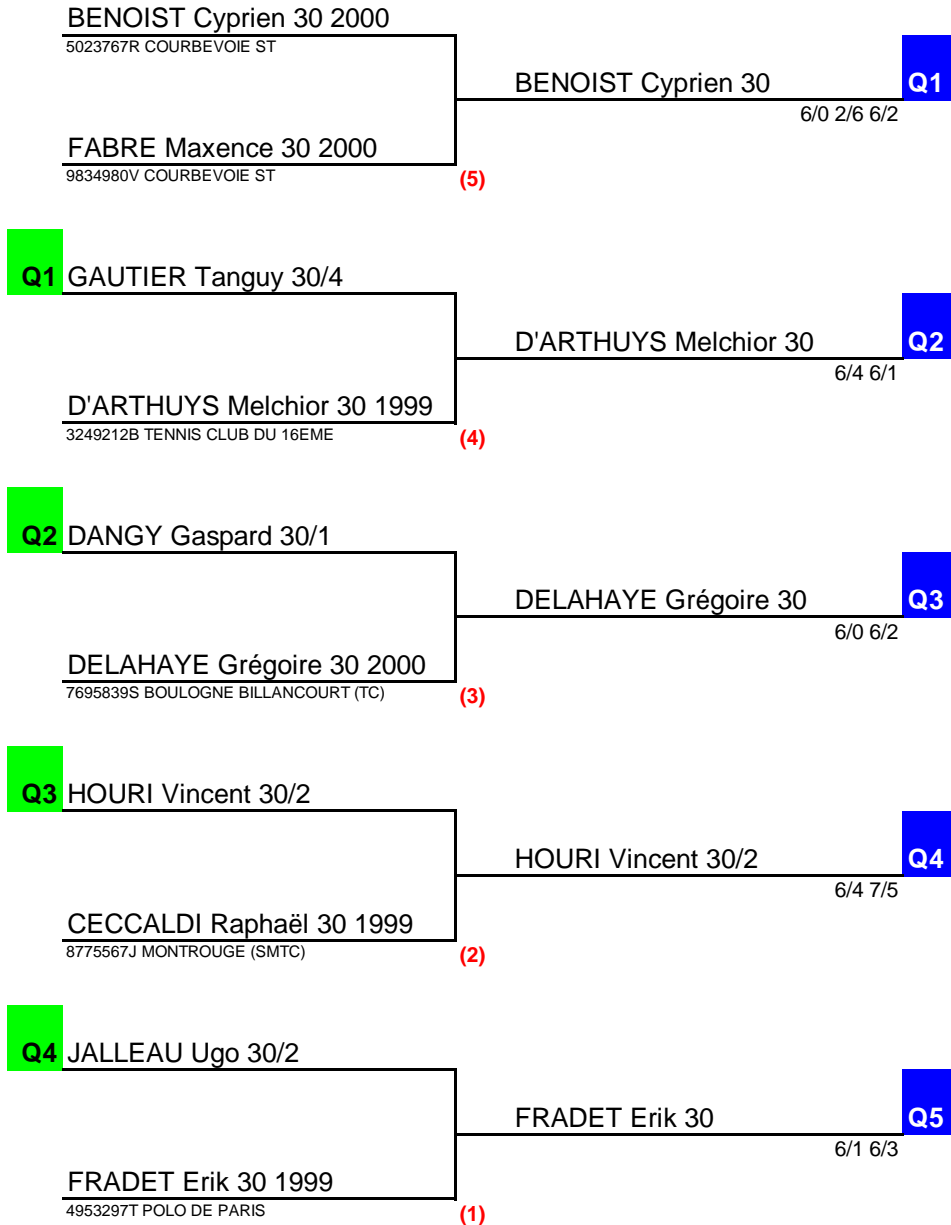 BENOIST Cyprien 30 2000
5023767R COURBEVOIE ST
BENOIST Cyprien 30 Q1
6/0 2/6 6/2
FABRE Maxence 30 2000
9834980V COURBEVOIE ST (5)
Q1 GAUTIER Tanguy 30/4
D'ARTHUYS Melchior 30 Q2
6/4 6/1
D'ARTHUYS Melchior 30 1999
3249212B TENNIS CLUB DU 16EME (4)
Q2 DANGY Gaspard 30/1
DELAHAYE Grégoire 30 Q3
6/0 6/2
DELAHAYE Grégoire 30 2000
7695839S BOULOGNE BILLANCOURT (TC) (3)
Q3 HOURI Vincent 30/2
HOURI Vincent 30/2 Q4
6/4 7/5
CECCALDI Raphaël 30 1999
8775567J MONTROUGE (SMTC) (2)
Q4 JALLEAU Ugo 30/2
FRADET Erik 30 Q5
6/1 6/3
FRADET Erik 30 1999
4953297T POLO DE PARIS (1)